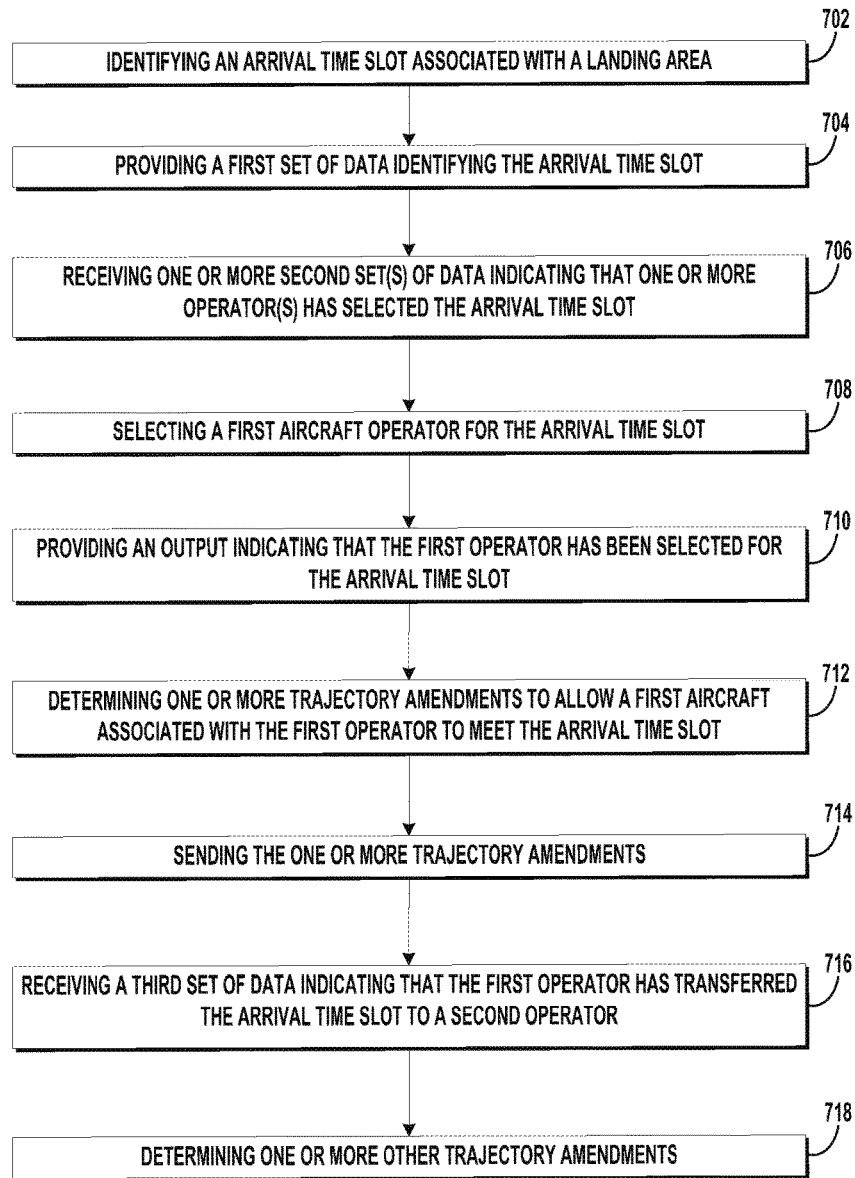 702
IDENTIFYING AN ARRIVAL TIME SLOT ASSOCIATED WITH A LANDING AREA
704
PROVIDING A FIRST SET OF DATA IDENTIFYING THE ARRIVAL TIME SLOT
706
RECEIVING ONE OR MORE SECOND SET(S) OF DATA INDICATING THAT ONE OR MORE
OPERATOR(S) HAS SELECTED THE ARRIVAL TIME SLOT
708
SELECTING A FIRST AIRCRAFT OPERATOR FOR THE ARRIVAL TIME SLOT
710
PROVIDING AN OUTPUT INDICATING THAT THE FIRST OPERATOR HAS BEEN SELECTED FOR
THE ARRIVAL TIME SLOT
712
DETERMINING ONE OR MORE TRAJECTORY AMENDMENTS TO ALLOW A FIRST AIRCRAFT
ASSOCIATED WITH THE FIRST OPERATOR TO MEET THE ARRIVAL TIME SLOT
714
SENDING THE ONE OR MORE TRAJECTORY AMENDMENTS
716
RECEIVING A THIRD SET OF DATA INDICATING THAT THE FIRST OPERATOR HAS TRANSFERRED
THE ARRIVAL TIME SLOT TO A SECOND OPERATOR
718
DETERMINING ONE OR MORE OTHER TRAJECTORY AMENDMENTS